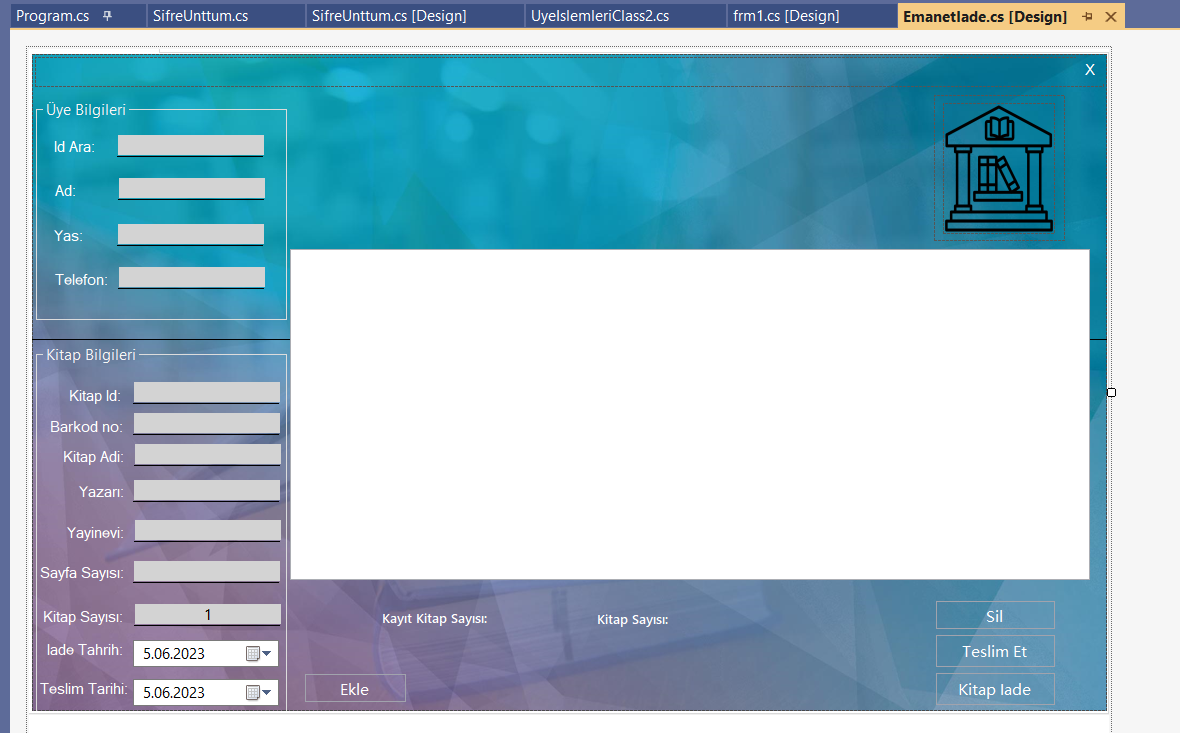 Program.cs SifreUnttum.cs SifreUnttum.cs [Design] UyeIslemleriClass2.cs frm1.cs [Design] EmanetIade.cs [Design]
X
Üye Bilgileri
Id Ara:
Ad:
Yas:
Telefon:
Kitap Bilgileri
Kitap Id:
Barkod no:
Kitap Adi:
Yazarı:
Yayinevi:
Sayfa Sayısı:
Kitap Sayısı: 1
Iade Tahrih: 5.06.2023
Teslim Tarihi: 5.06.2023
Kayıt Kitap Sayısı: Kitap Sayısı:
Ekle
Sil
Teslim Et
Kitap Iade